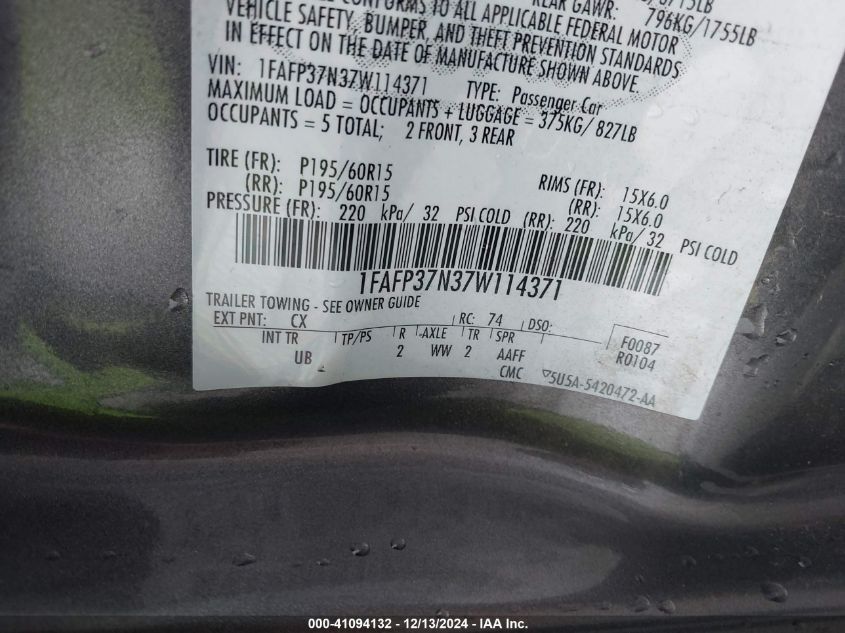 REAR GAWR:
796KG/1755LB
CONFORMS TO ALL APPLICABLE FEDERAL MOTOR
VEHICLE SAFETY, BUMPER, AND THEFT PREVENTION STANDARDS
IN EFFECT ON THE DATE OF MANUFACTURE SHOWN ABOVE.
VIN: 1FAFP37N37W114371 TYPE: Passenger Car
MAXIMUM LOAD = OCCUPANTS + LUGGAGE = 375KG/ 827LB
OCCUPANTS = 5 TOTAL; 2 FRONT, 3 REAR
TIRE (FR): P195/60R15 RIMS (FR): 15X6.0
(RR): P195/60R15 (RR): 15X6.0
PRESSURE (FR): 220 kPa/ 32 PSI COLD (RR): 220 kPa/ 32 PSI COLD
1FAFP37N37W114371
TRAILER TOWING - SEE OWNER GUIDE
EXT PNT: CX RC: 74 DSO: F0087
INT TR TP/PS R AXLE TR SPR R0104
UB 2 WW 2 AAFF
CMC 5U5A-5420472-AA
000-41094132 - 12/13/2024 - IAA Inc.